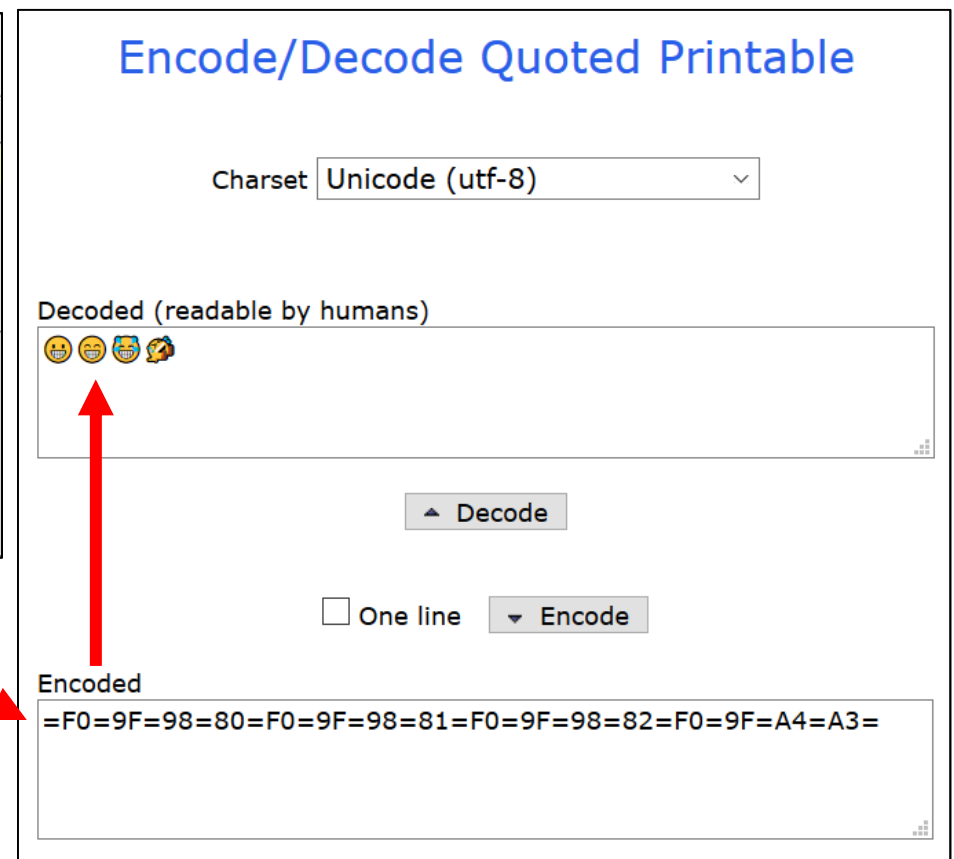 Encode/Decode Quoted Printable
Charset Unicode (utf-8)
Decoded (readable by humans)
😀😁😂🤣
Decode
One line Encode
Encoded
=F0=9F=98=80=F0=9F=98=81=F0=9F=98=82=F0=9F=A4=A3=